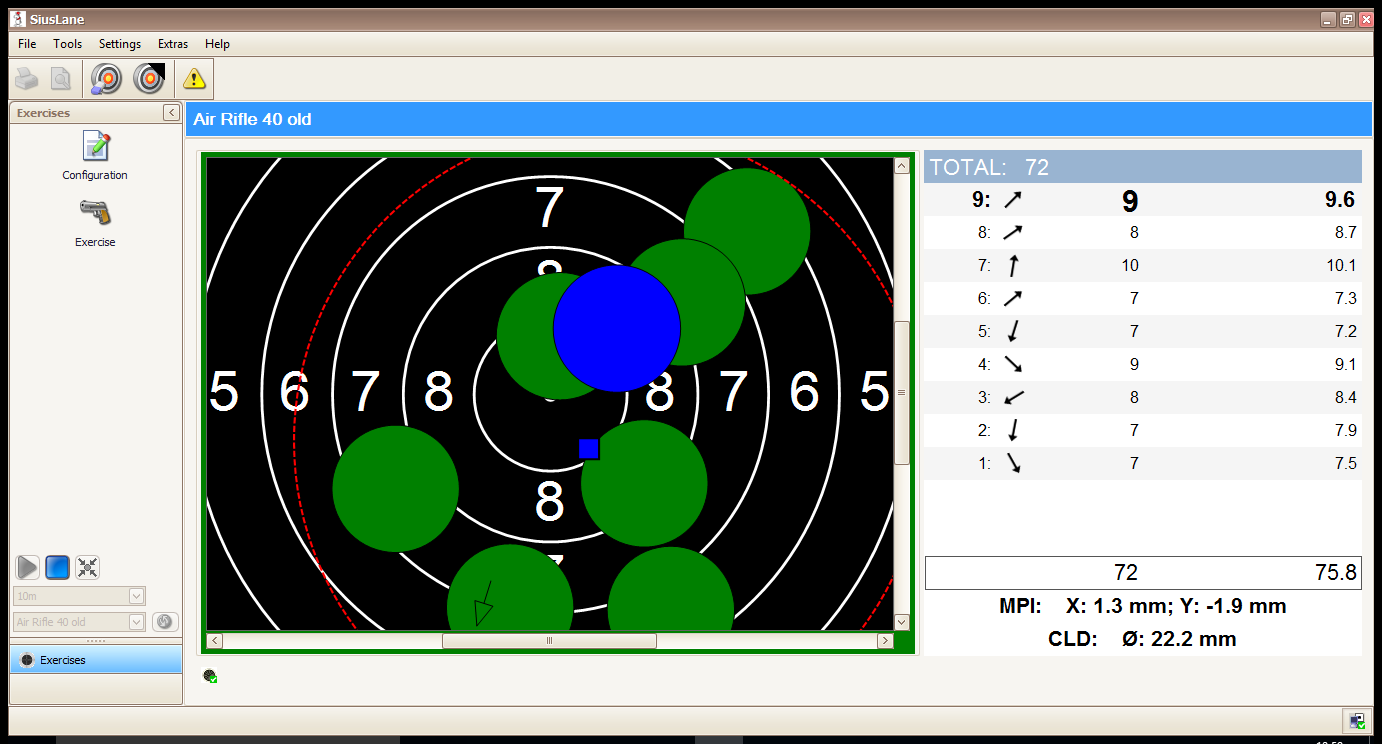 SiusLane
File Tools Settings Extras Help
Exercises
Configuration
Exercise
10m
Air Rifle 40 old
Exercises
Air Rifle 40 old
7
8
5 6 7 8 8 7 6 5
8
7
TOTAL: 72
9: 9 9.6
8: 8 8.7
7: 10 10.1
6: 7 7.3
5: 7 7.2
4: 9 9.1
3: 8 8.4
2: 7 7.9
1: 7 7.5
72 75.8
MPI: X: 1.3 mm; Y: -1.9 mm
CLD: Ø: 22.2 mm